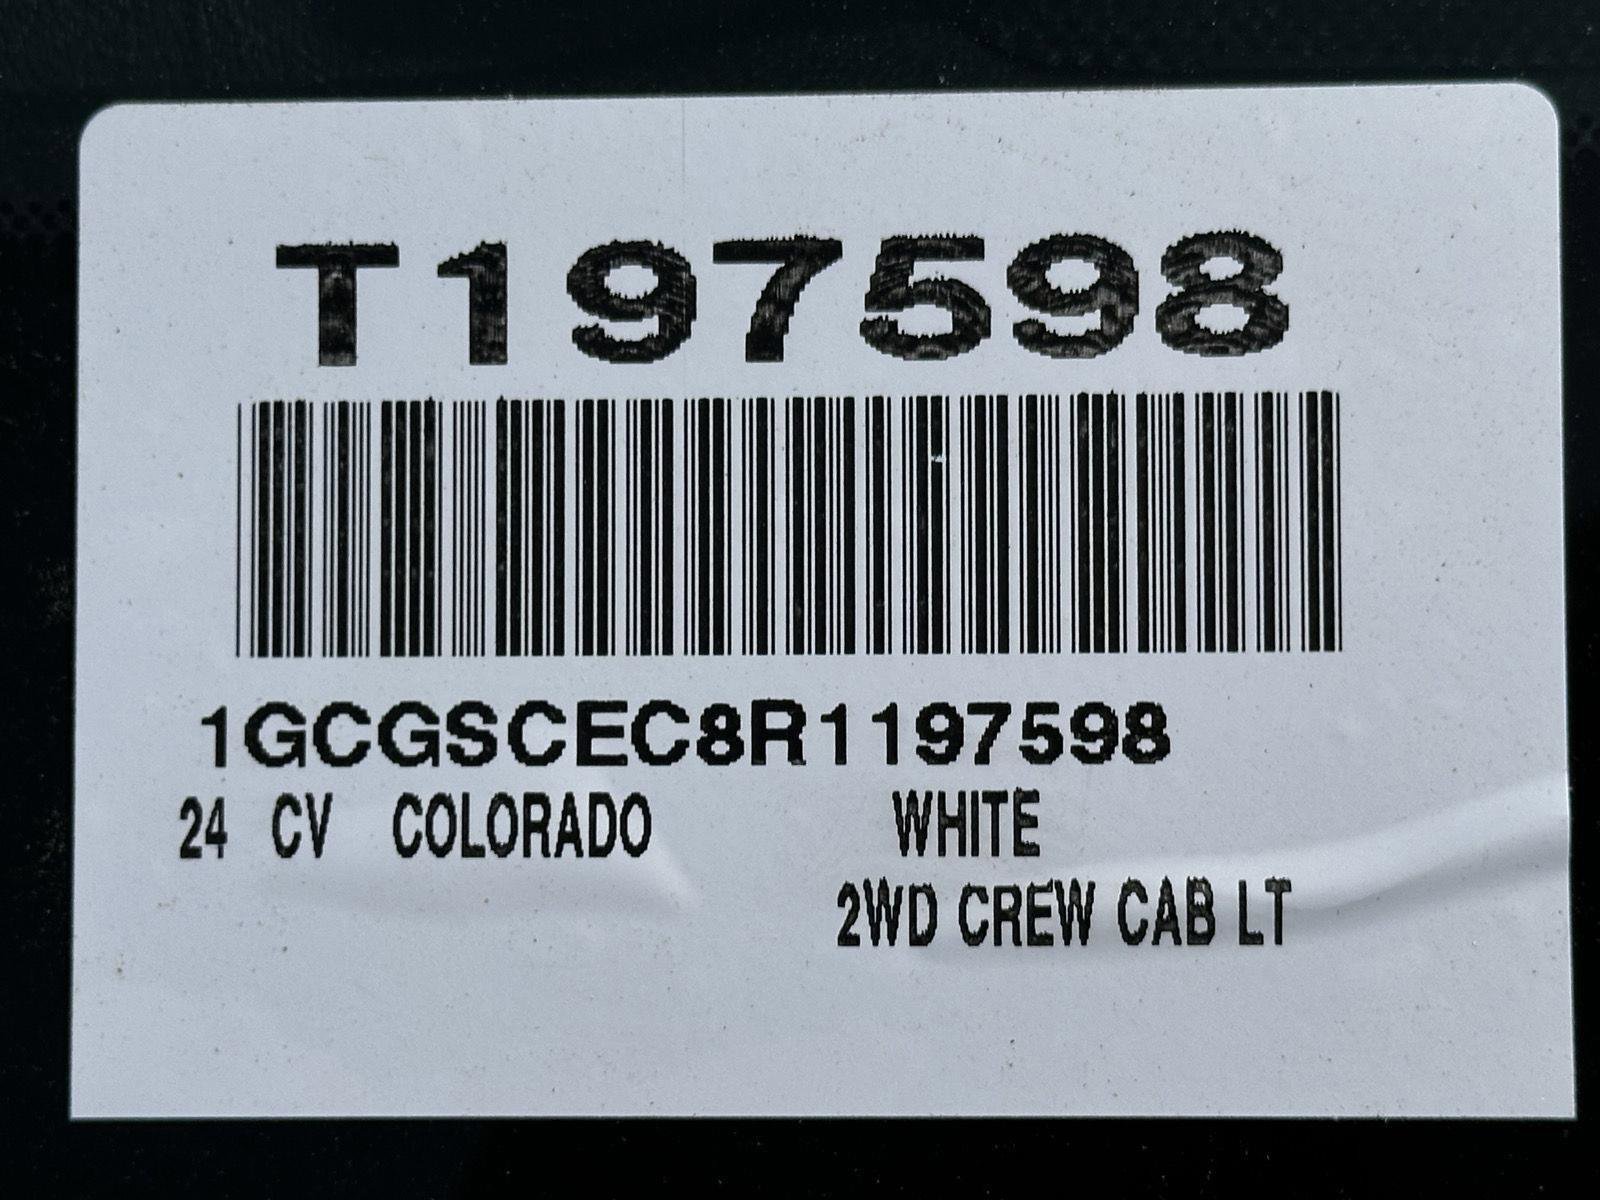 T197598
1GCGSCEC8R1197598
24 CV COLORADO WHITE
2WD CREW CAB LT